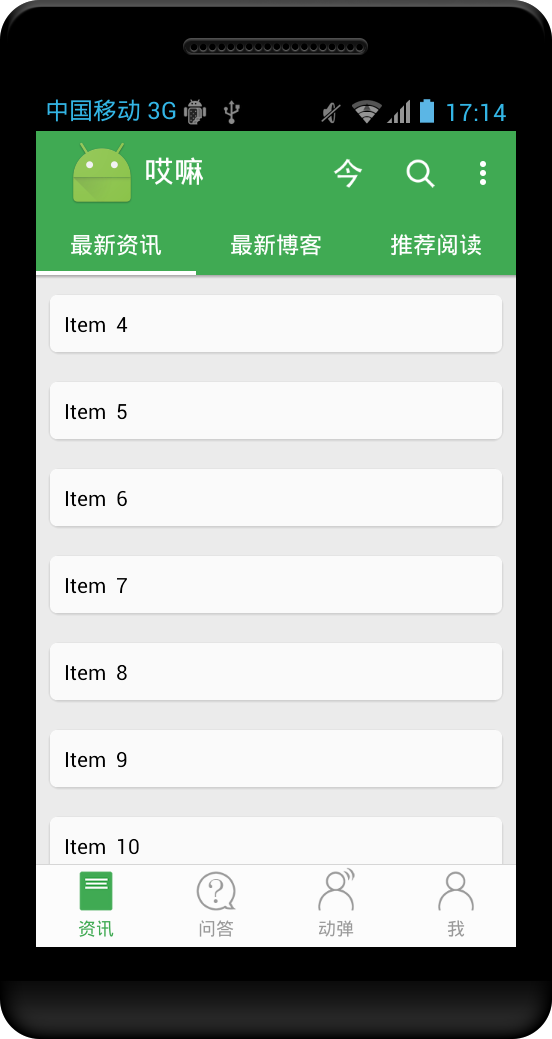 中国移动 3G 17:14
哎嘛 今
最新资讯 最新博客 推荐阅读
Item 4
Item 5
Item 6
Item 7
Item 8
Item 9
Item 10
资讯 问答 动弹 我